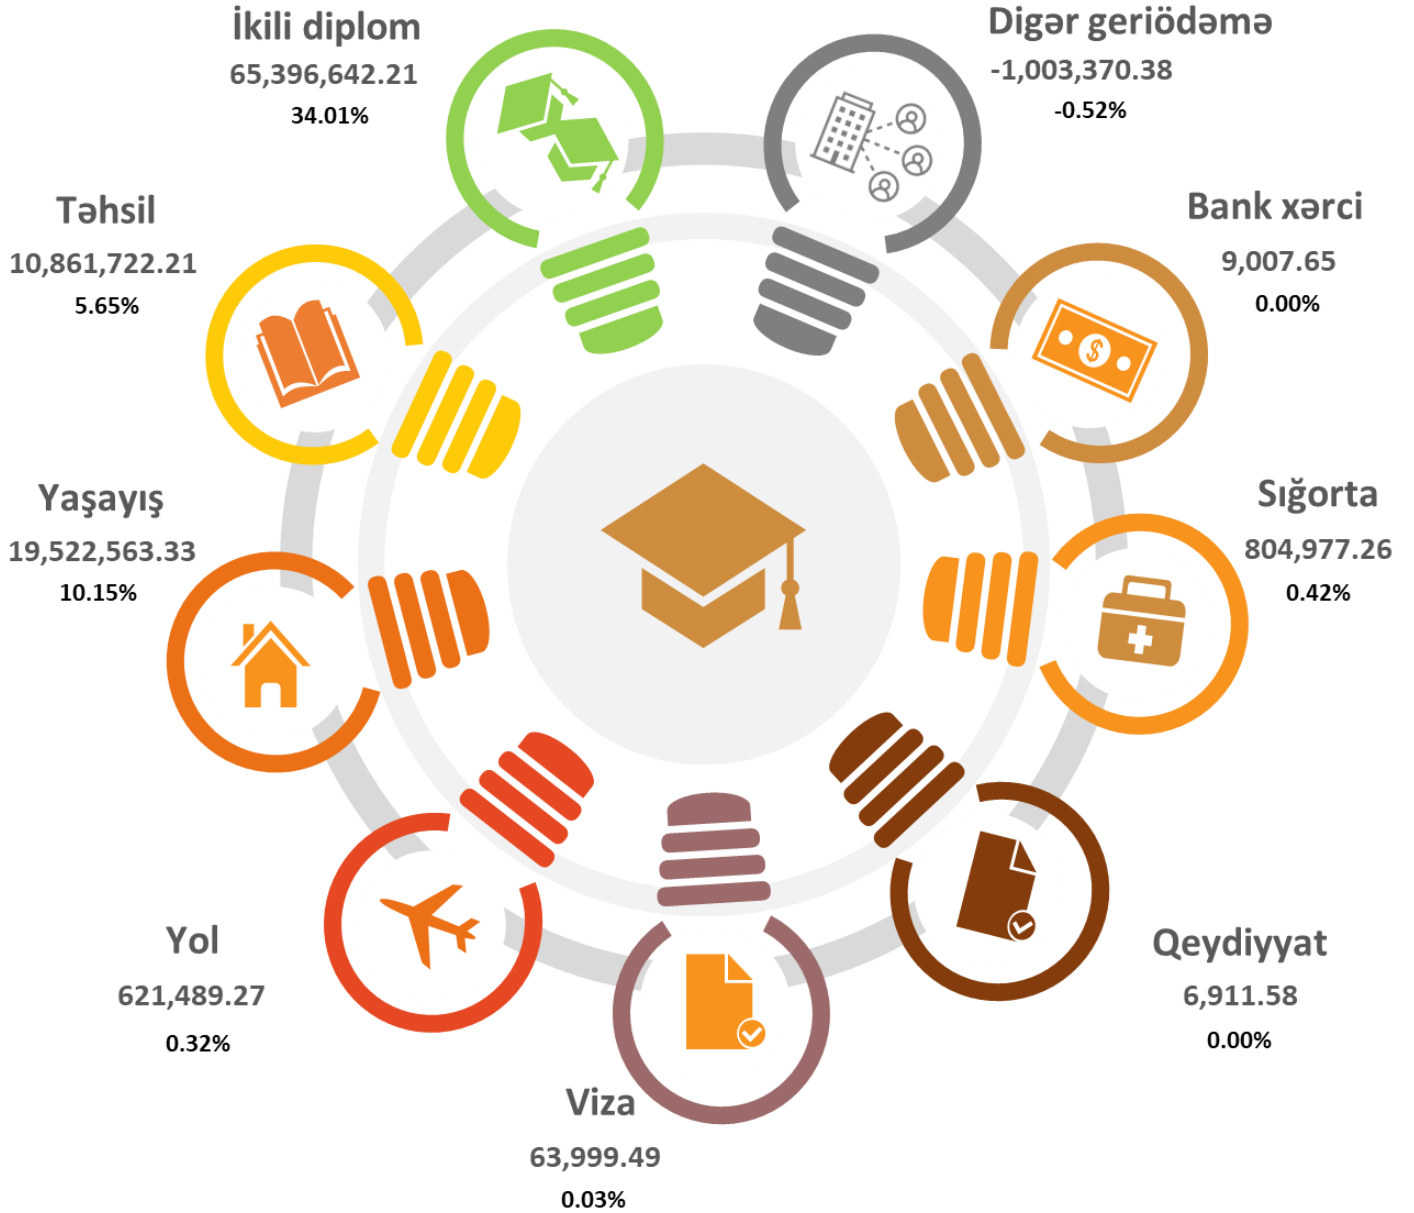 İkili diplom
65,396,642.21
34.01%
Digər geriödəmə
-1,003,370.38
-0.52%
Təhsil
10,861,722.21
5.65%
Bank xərci
9,007.65
0.00%
Yaşayış
19,522,563.33
10.15%
Sığorta
804,977.26
0.42%
Yol
621,489.27
0.32%
Qeydiyyat
6,911.58
0.00%
Viza
63,999.49
0.03%
$